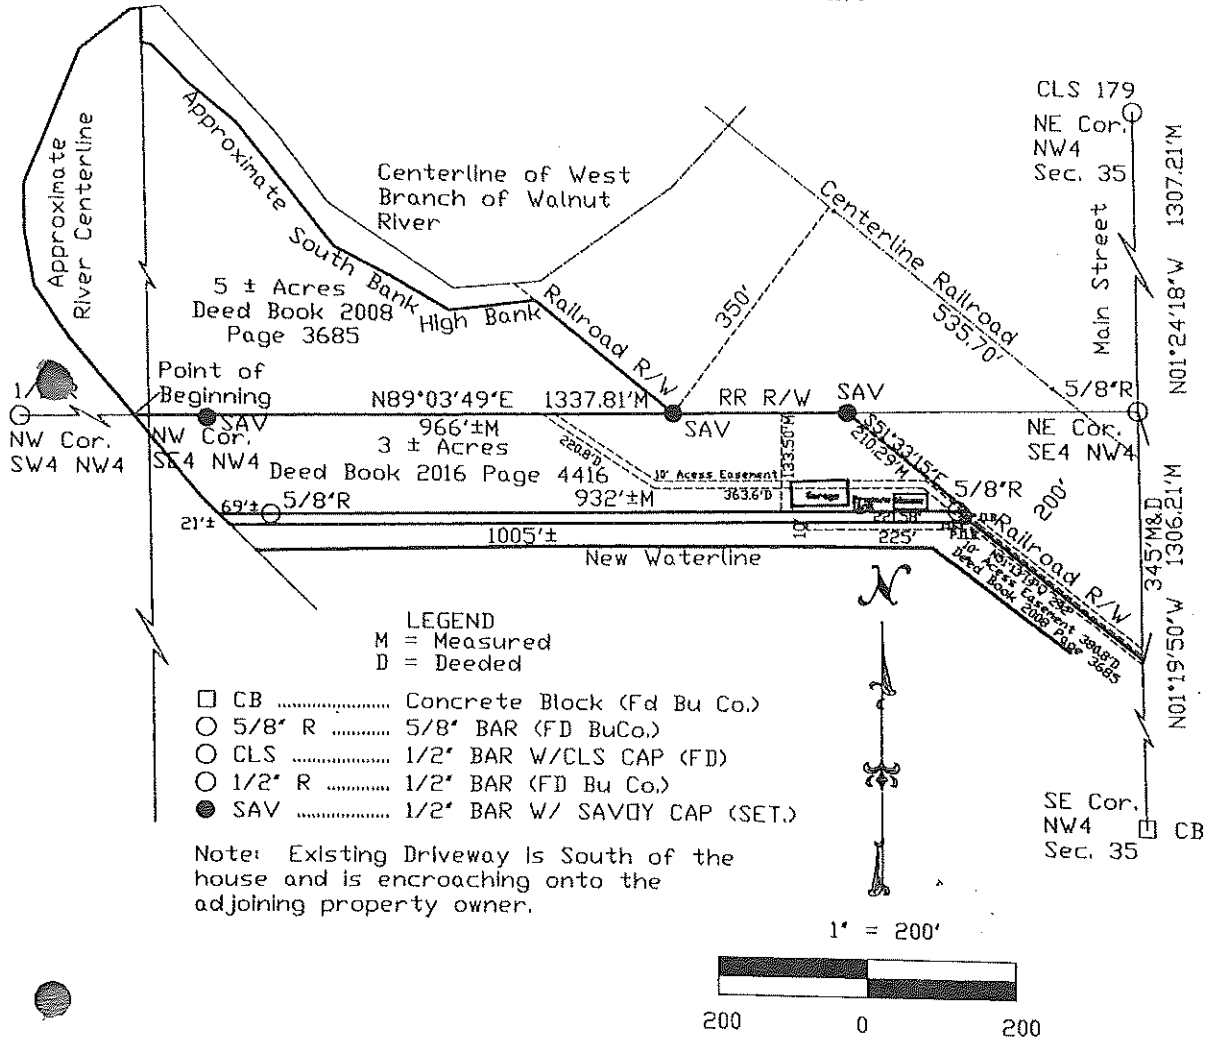 CLS 179
NE Cor.
NW4
Sec. 35
1307.21'M
N01°24'18"W
Main Street
Approximate
River Centerline
Approximate South Bank
High Bank
Centerline of West
Branch of Walnut
River
Centerline Railroad
535.70'
350'
Railroad R/W
5 ± Acres
Deed Book 2008
Page 3685
Point of
Beginning
1/
NW Cor.
SW4 NW4
SAV
NW Cor.
SE4 NW4
N89°03'49"E 1337.81'M
966'±M
SAV
RR R/W
SAV
5/8"R
NE Cor.
SE4 NW4
3 ± Acres
Deed Book 2016 Page 4416
220.8'D
133.50'M
S51°33'15"E
210.29'M
10' Acess Easement
363.6'D
Garage
House
5/8"R
932'±M
69'±
5/8"R
21'±
1005'±
10'
225'
New Waterline
200'
Railroad R/W
10' Acess Easement 380.8'D
Deed Book 2008 Page 3685
345'M&D
1306.21'M
N01°19'50"W
N
LEGEND
M = Measured
D = Deeded
CB .................. Concrete Block (Fd Bu Co.)
5/8" R ............ 5/8" BAR (FD BuCo.)
CLS ................. 1/2" BAR W/CLS CAP (FD)
1/2" R ............. 1/2" BAR (FD Bu Co.)
SAV ................ 1/2" BAR W/ SAVOY CAP (SET.)
Note: Existing Driveway is South of the
house and is encroaching onto the
adjoining property owner.
SE Cor.
NW4
Sec. 35
CB
1" = 200'
200 0 200